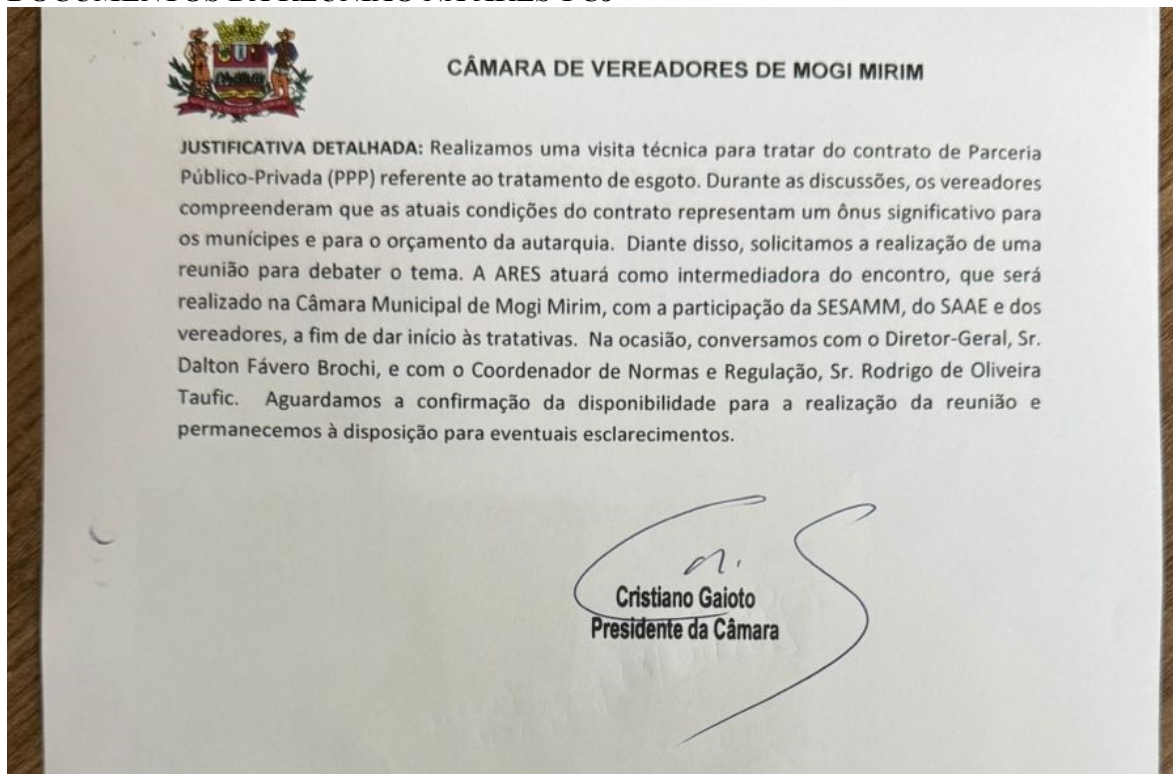 CÂMARA DE VEREADORES DE MOGI MIRIM
JUSTIFICATIVA DETALHADA: Realizamos uma visita técnica para tratar do contrato de Parceria
Público-Privada (PPP) referente ao tratamento de esgoto. Durante as discussões, os vereadores
compreenderam que as atuais condições do contrato representam um ônus significativo para
os munícipes e para o orçamento da autarquia. Diante disso, solicitamos a realização de uma
reunião para debater o tema. A ARES atuará como intermediadora do encontro, que será
realizado na Câmara Municipal de Mogi Mirim, com a participação da SESAMM, do SAAE e dos
vereadores, a fim de dar início às tratativas. Na ocasião, conversamos com o Diretor-Geral, Sr.
Dalton Fávero Brochi, e com o Coordenador de Normas e Regulação, Sr. Rodrigo de Oliveira
Taufic. Aguardamos a confirmação da disponibilidade para a realização da reunião e
permanecemos à disposição para eventuais esclarecimentos.
Cristiano Gaioto
Presidente da Câmara